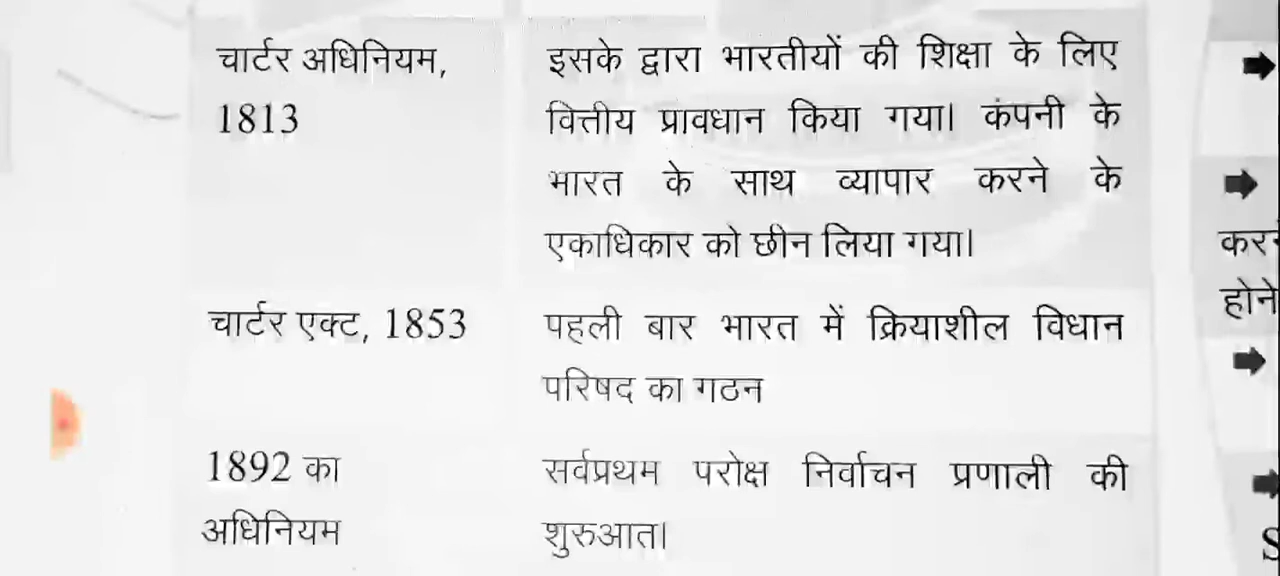 चार्टर अधिनियम,
1813
इसके द्वारा भारतीयों की शिक्षा के लिए
वित्तीय प्रावधान किया गया। कंपनी के
भारत के साथ व्यापार करने के
एकाधिकार को छीन लिया गया।
चार्टर एक्ट, 1853
पहली बार भारत में क्रियाशील विधान
परिषद का गठन
1892 का
अधिनियम
सर्वप्रथम परोक्ष निर्वाचन प्रणाली की
शुरुआत।
होने